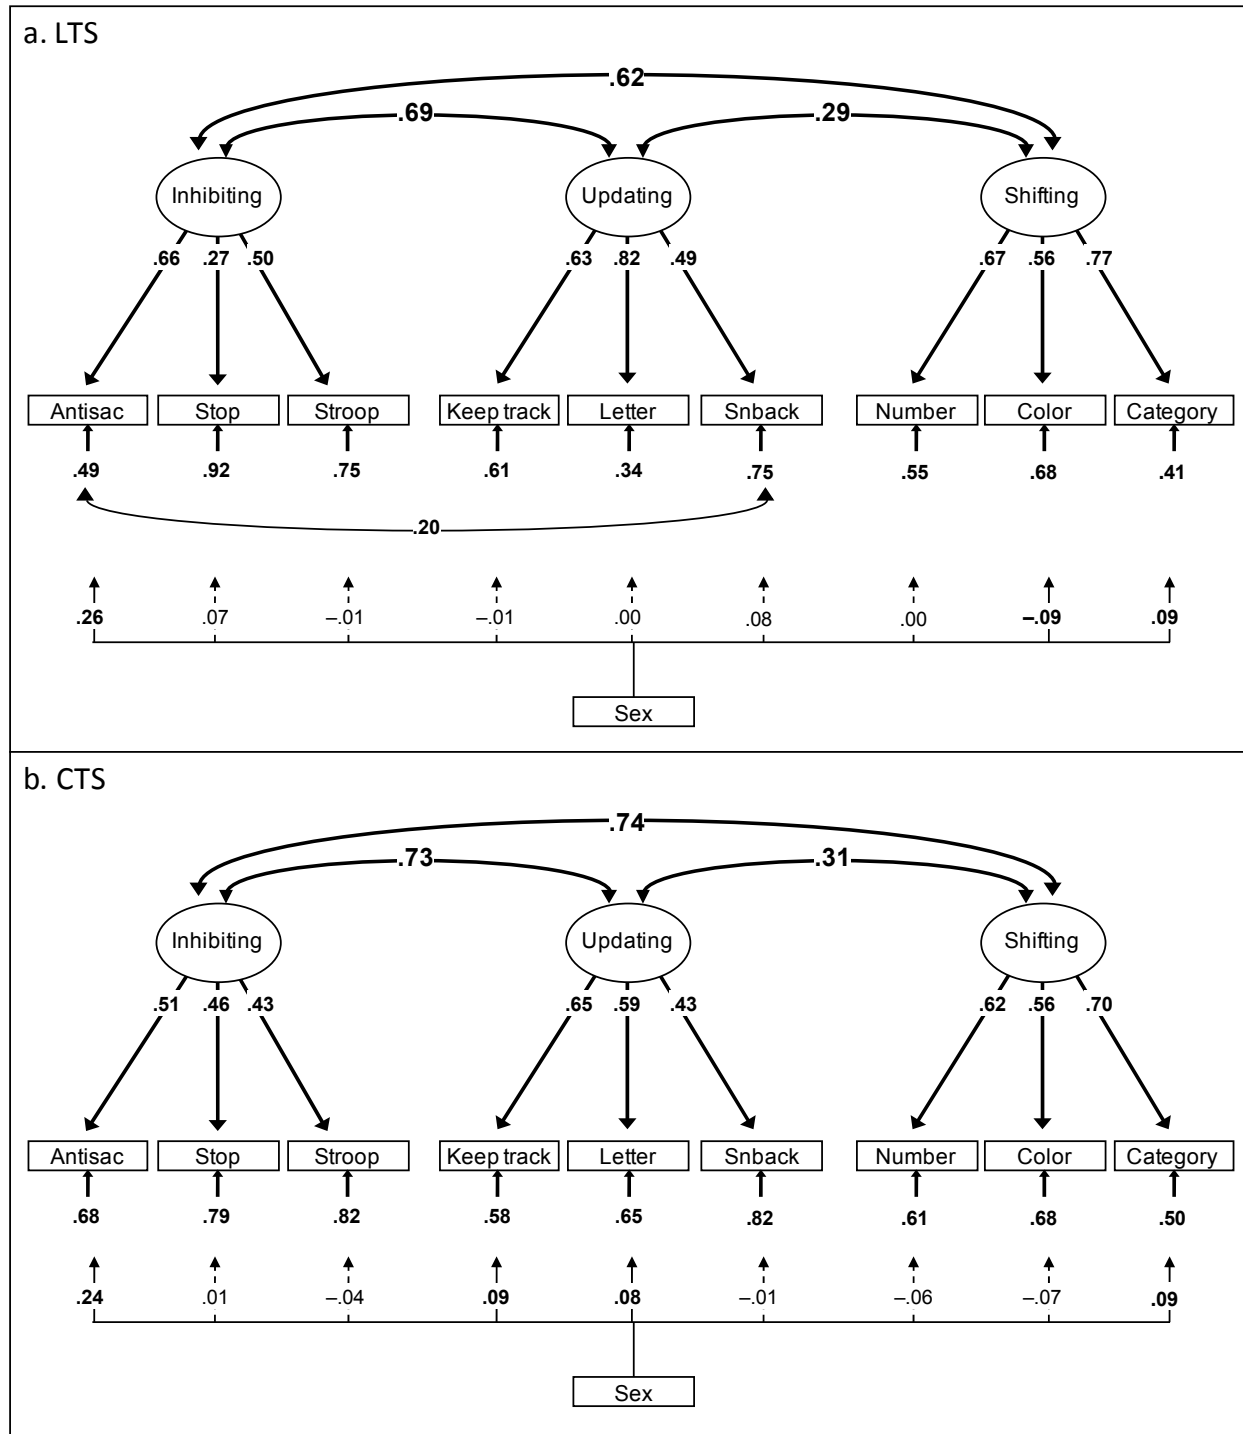 a. LTS
.62
.69 .29
Inhibiting Updating Shifting
.66 .27 .50 .63 .82 .49 .67 .56 .77
Antisac Stop Stroop Keep track Letter Snback Number Color Category
.49 .92 .75 .61 .34 .75 .55 .68 .41
.20
.26 .07 –.01 –.01 .00 .08 .00 –.09 .09
Sex
b. CTS
.74
.73 .31
Inhibiting Updating Shifting
.51 .46 .43 .65 .59 .43 .62 .56 .70
Antisac Stop Stroop Keep track Letter Snback Number Color Category
.68 .79 .82 .58 .65 .82 .61 .68 .50
.24 .01 –.04 .09 .08 –.01 –.06 –.07 .09
Sex